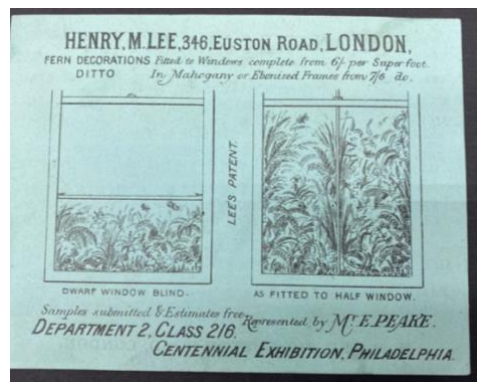 HENRY, M. LEE, 346, EUSTON ROAD, LONDON,
FERN DECORATIONS Fitted to Windows complete from 6/- per Super foot.
DITTO In Mahogany or Ebonised Frames from 7/6 do.
LEE'S PATENT.
DWARF WINDOW BLIND.
AS FITTED TO HALF WINDOW.
Samples submitted & Estimates free
Represented by Mr. E. PEAKE.
DEPARTMENT 2, CLASS 216.
CENTENNIAL EXHIBITION, PHILADELPHIA.